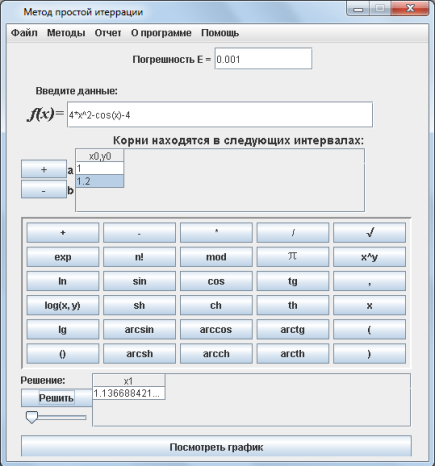 Метод простой итеррации
Файл Методы Отчет О программе Помощь
Погрешность E = 0.001
Введите данные:
f(x)= 4*x^2-cos(x)-4
Корни находятся в следующих интервалах:
x0,y0
+ a 1
- b 1.2
+ - * / √
exp n! mod π x^y
ln sin cos tg ,
log(x, y) sh ch th x
lg arcsin arccos arctg (
() arcsh arcch arcth )
Решение: x1
Решить 1.136688421...
Посмотреть график